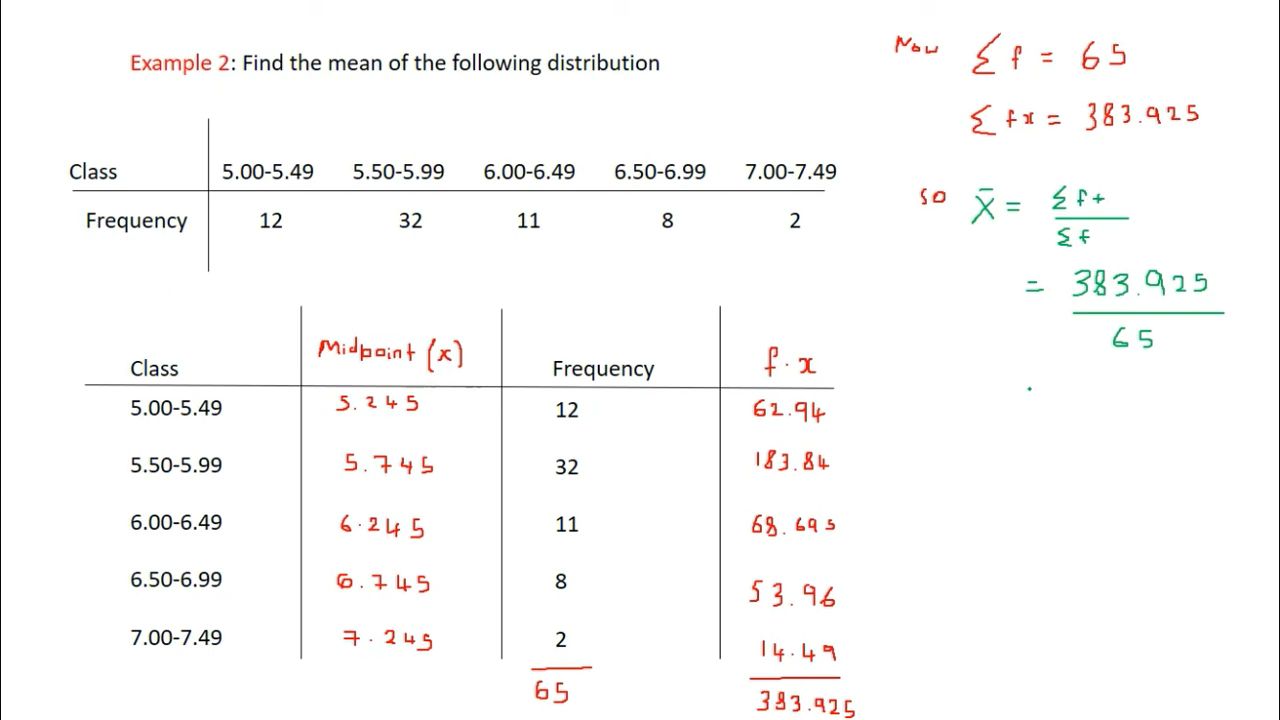 Example 2: Find the mean of the following distribution
Class 5.00-5.49 5.50-5.99 6.00-6.49 6.50-6.99 7.00-7.49
Frequency 12 32 11 8 2
Class Midpoint (x) Frequency f · x
5.00-5.49 5.245 12 62.94
5.50-5.99 5.745 32 183.84
6.00-6.49 6.245 11 68.695
6.50-6.99 6.745 8 53.96
7.00-7.49 7.245 2 14.49
65 383.925
Now Σ f = 65
Σ fx = 383.925
so X̄ = Σ f+
Σ f
= 383.925
65